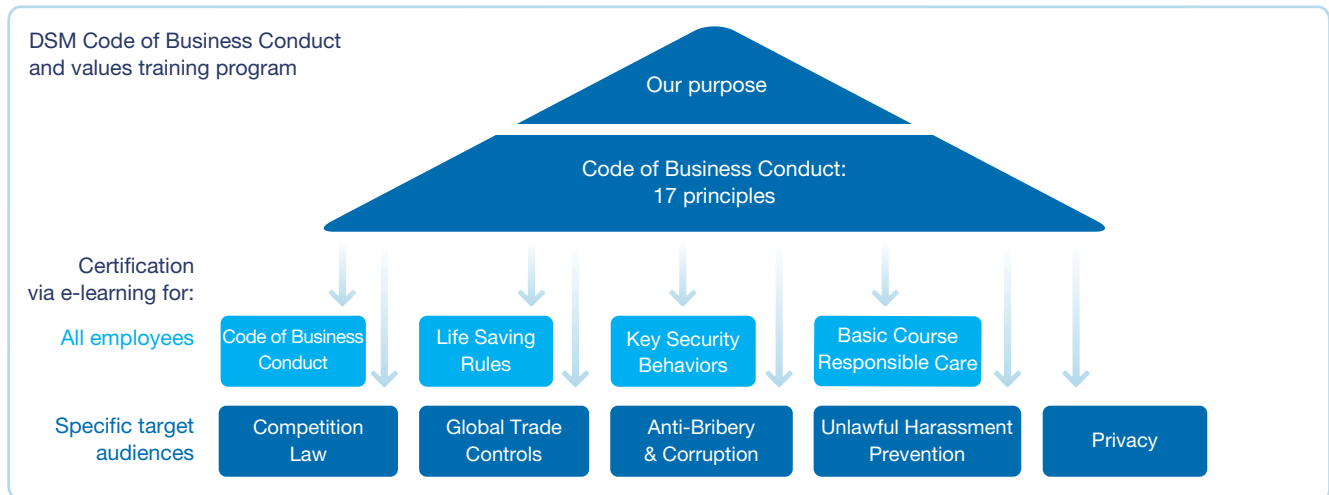 DSM Code of Business Conduct
and values training program
Our purpose
Code of Business Conduct:
17 principles
Certification
via e-learning for:
All employees
Code of Business
Conduct
Life Saving
Rules
Key Security
Behaviors
Basic Course
Responsible Care
Specific target
audiences
Competition
Law
Global Trade
Controls
Anti-Bribery
& Corruption
Unlawful Harassment
Prevention
Privacy